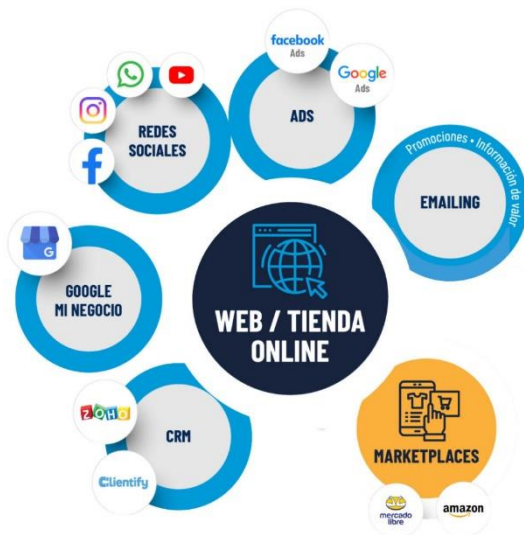 facebook
Ads
Google
Ads
ADS
REDES
SOCIALES
Promociones • Información de valor
EMAILING
GOOGLE
MI NEGOCIO
G
WEB / TIENDA
ONLINE
ZOHO
CRM
Clientify
MARKETPLACES
mercado
libre
amazon